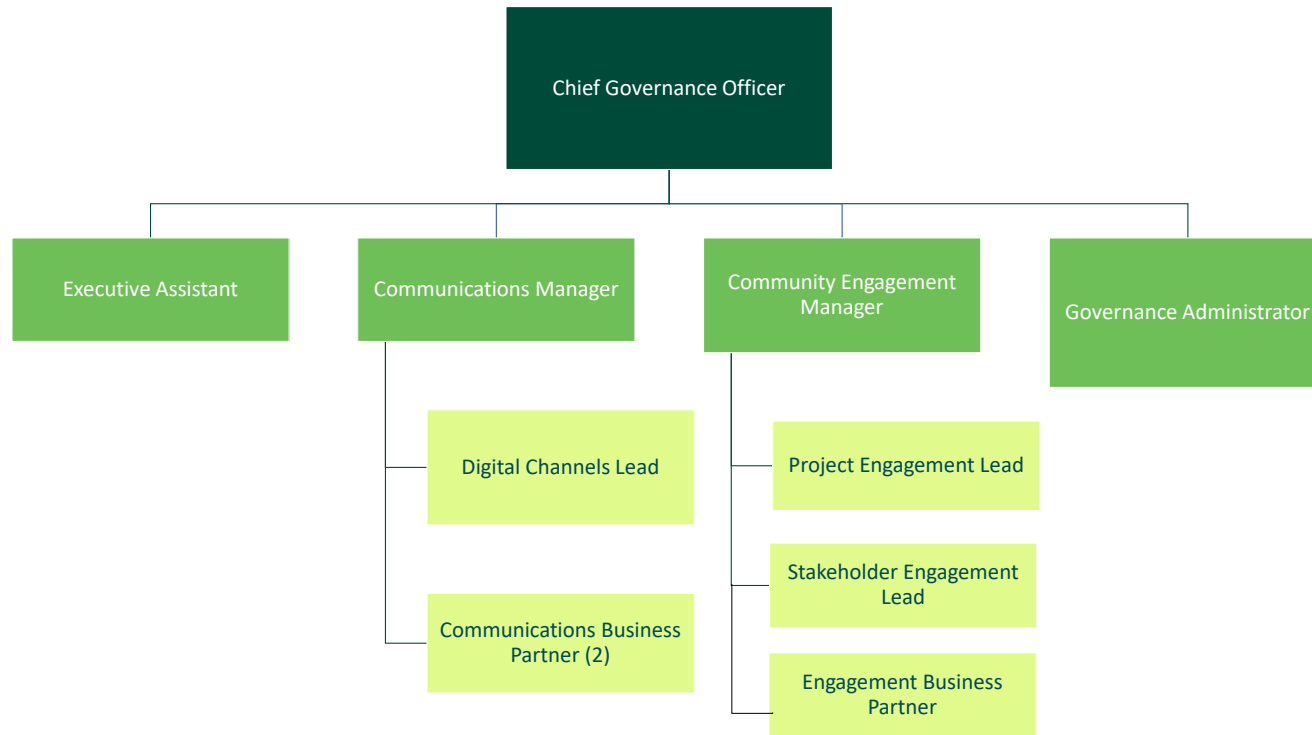 Chief Governance Officer
Executive Assistant
Communications Manager
Community Engagement
Manager
Governance Administrator
Digital Channels Lead
Communications Business
Partner (2)
Project Engagement Lead
Stakeholder Engagement
Lead
Engagement Business
Partner